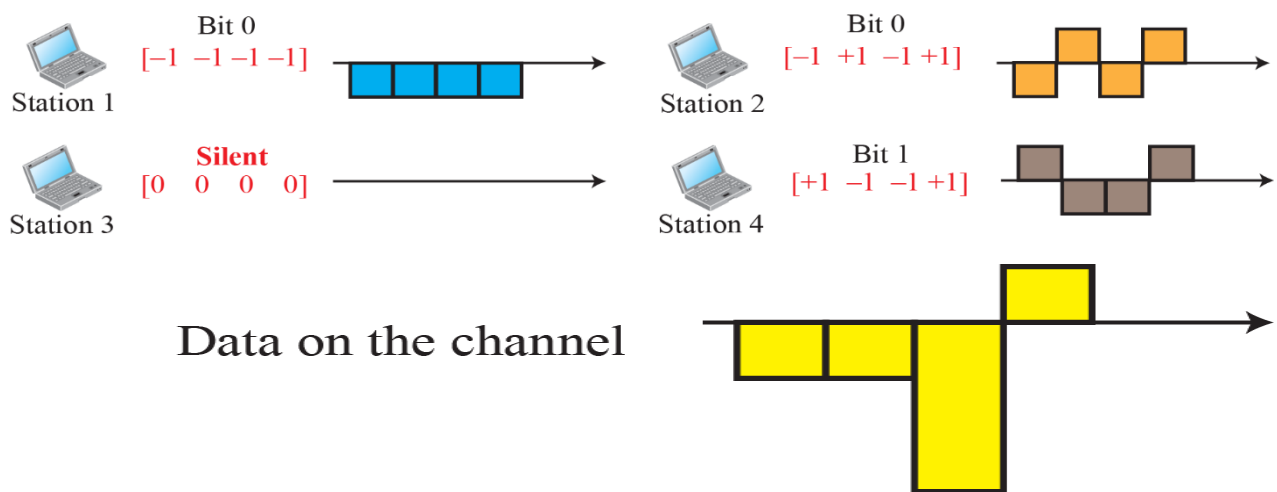 Bit 0
[–1 –1 –1 –1]
Station 1
Bit 0
[–1 +1 –1 +1]
Station 2
Silent
[0 0 0 0]
Station 3
Bit 1
[+1 –1 –1 +1]
Station 4
Data on the channel